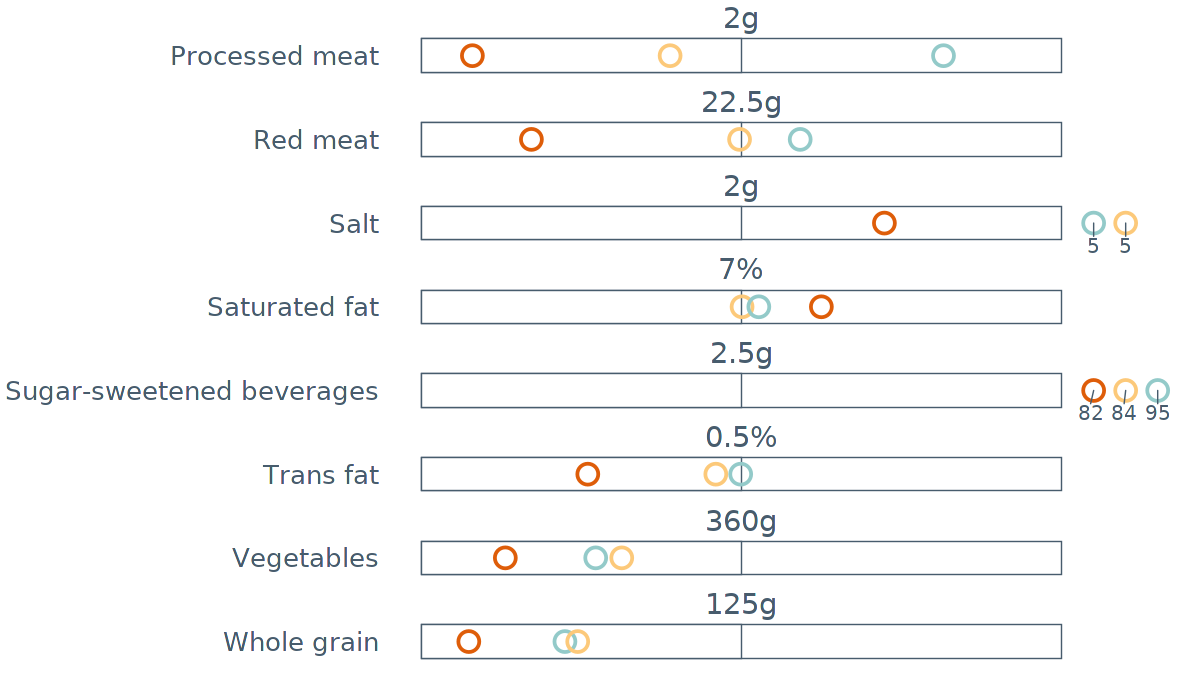 2g
Processed meat
22.5g
Red meat
2g
Salt
5 5
7%
Saturated fat
2.5g
Sugar-sweetened beverages
82 84 95
0.5%
Trans fat
360g
Vegetables
125g
Whole grain